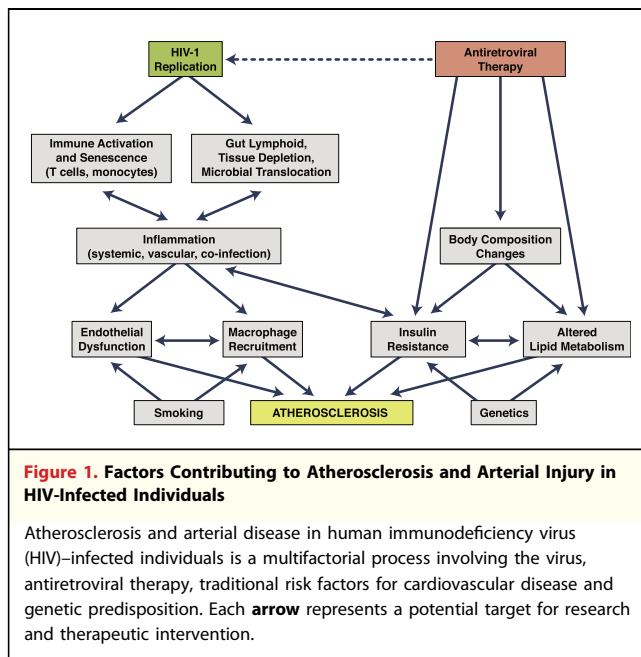 HIV-1
Replication
Antiretroviral
Therapy
Immune Activation
and Senescence
(T cells, monocytes)
Gut Lymphoid,
Tissue Depletion,
Microbial Translocation
Inflammation
(systemic, vascular, co-infection)
Body Composition
Changes
Endothelial
Dysfunction
Macrophage
Recruitment
Insulin
Resistance
Altered
Lipid Metabolism
Smoking
ATHEROSCLEROSIS
Genetics
Figure 1. Factors Contributing to Atherosclerosis and Arterial Injury in
HIV-Infected Individuals
Atherosclerosis and arterial disease in human immunodeficiency virus
(HIV)–infected individuals is a multifactorial process involving the virus,
antiretroviral therapy, traditional risk factors for cardiovascular disease and
genetic predisposition. Each arrow represents a potential target for research
and therapeutic intervention.